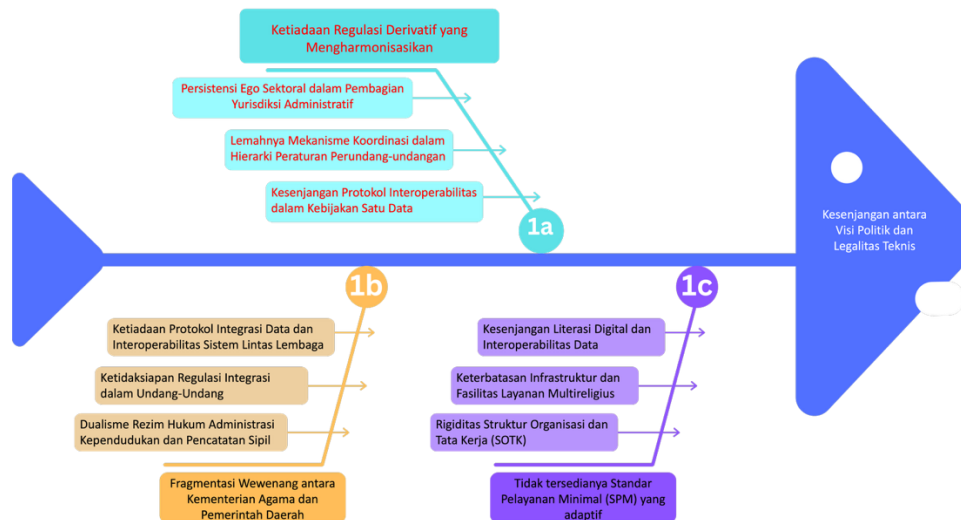 Ketiadaan Regulasi Derivatif yang
Mengharmonisasikan
Persistensi Ego Sektoral dalam Pembagian
Yurisdiksi Administratif
Lemahnya Mekanisme Koordinasi dalam
Hierarki Peraturan Perundang-undangan
Kesenjangan Protokol Interoperabilitas
dalam Kebijakan Satu Data
1a
Kesenjangan antara
Visi Politik dan
Legalitas Teknis
1b
Ketiadaan Protokol Integrasi Data dan
Interoperabilitas Sistem Lintas Lembaga
Ketidaksiapan Regulasi Integrasi
dalam Undang-Undang
Dualisme Rezim Hukum Administrasi
Kependudukan dan Pencatatan Sipil
Fragmentasi Wewenang antara
Kementerian Agama dan
Pemerintah Daerah
1c
Kesenjangan Literasi Digital dan
Interoperabilitas Data
Keterbatasan Infrastruktur dan
Fasilitas Layanan Multireligius
Rigiditas Struktur Organisasi dan
Tata Kerja (SOTK)
Tidak tersedianya Standar
Pelayanan Minimal (SPM) yang
adaptif